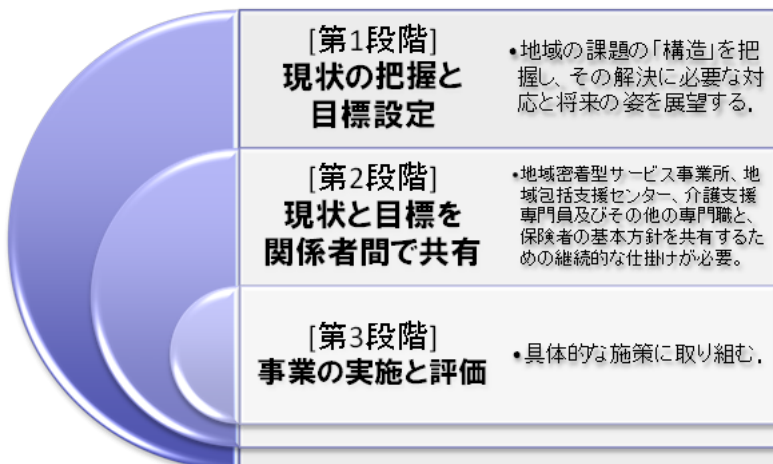 [第1段階]
現状の把握と
目標設定
•地域の課題の「構造」を把
握し、その解決に必要な対
応と将来の姿を展望する.
[第2段階]
現状と目標を
関係者間で共有
•地域密着型サービス事業所、地
域包括支援センター、介護支援
専門員及びその他の専門職と、
保険者の基本方針を共有するた
めの継続的な仕掛けが必要。
[第3段階]
事業の実施と評価
•具体的な施策に取り組む.